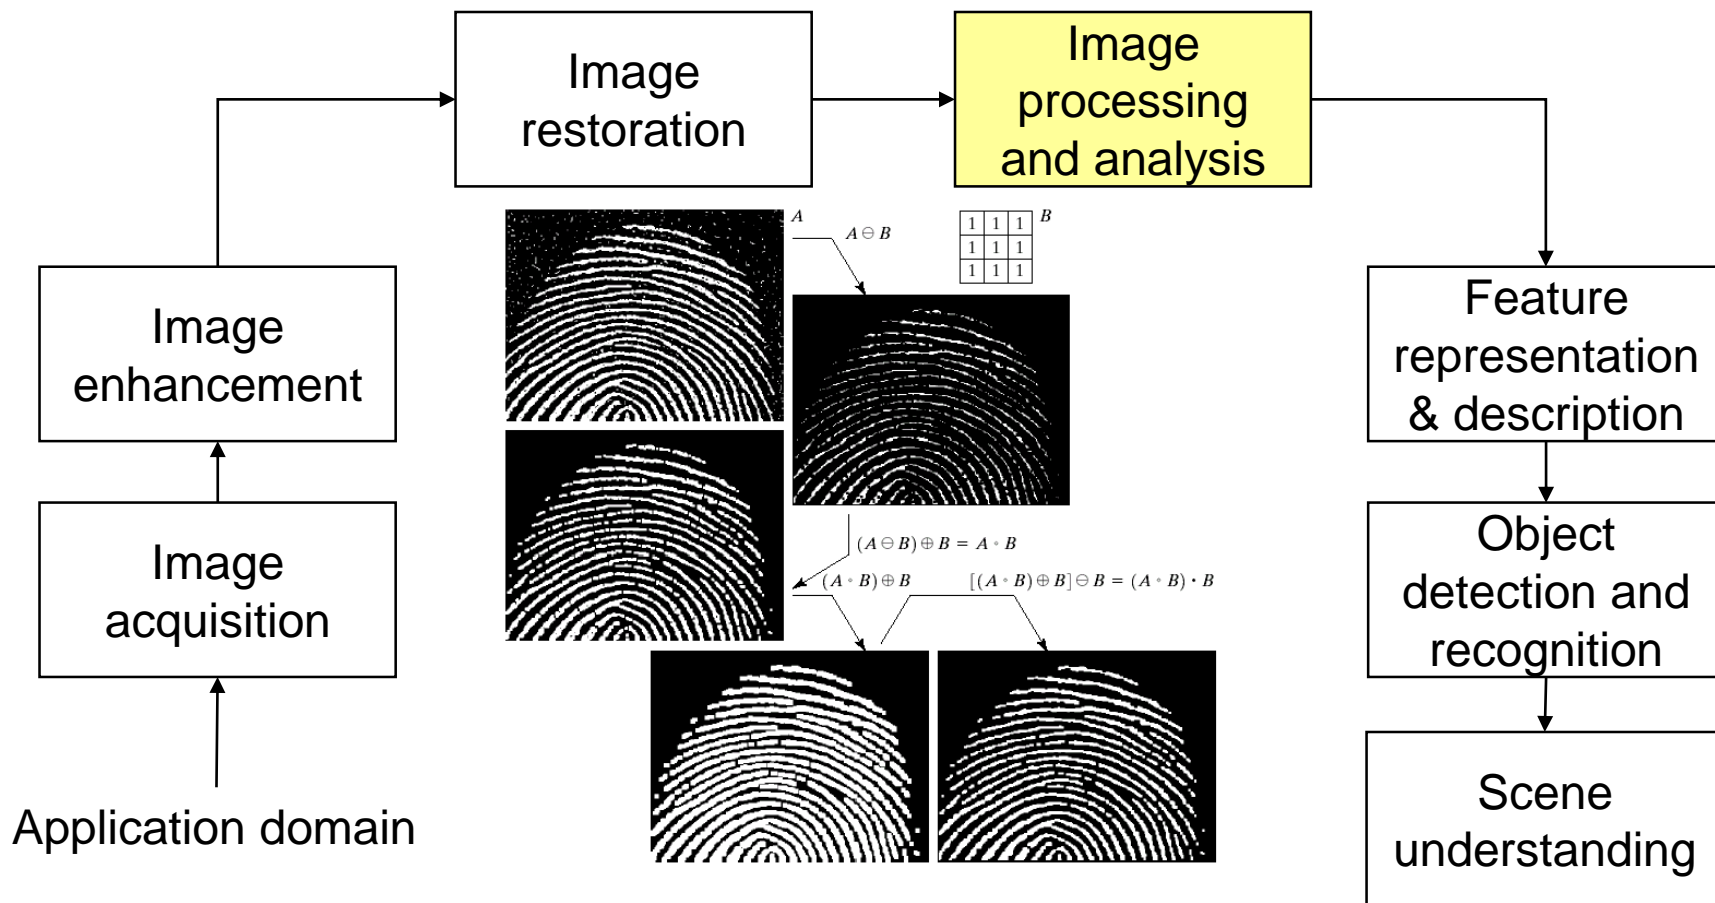 Image
restoration
Image
processing
and analysis
A
A ⊖ B
1 1 1
1 1 1
1 1 1
B
Image
enhancement
Feature
representation
& description
Image
acquisition
(A ⊖ B) ⊕ B = A ∘ B
(A ∘ B) ⊕ B
[(A ∘ B) ⊕ B] ⊖ B = (A ∘ B) • B
Object
detection and
recognition
Application domain
Scene
understanding